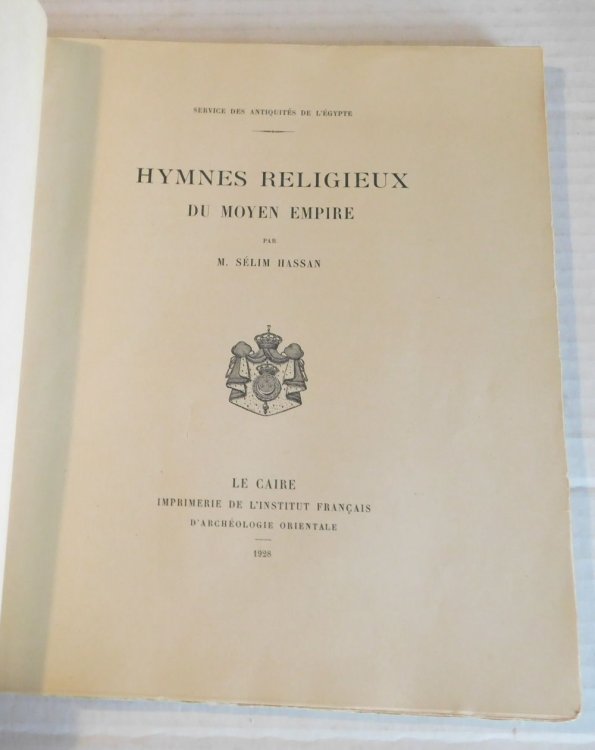 SERVICE DES ANTIQUITÉS DE L'ÉGYPTE
HYMNES RELIGIEUX
DU MOYEN EMPIRE
PAR
M. SÉLIM HASSAN
LE CAIRE
IMPRIMERIE DE L'INSTITUT FRANÇAIS
D'ARCHÉOLOGIE ORIENTALE
1928